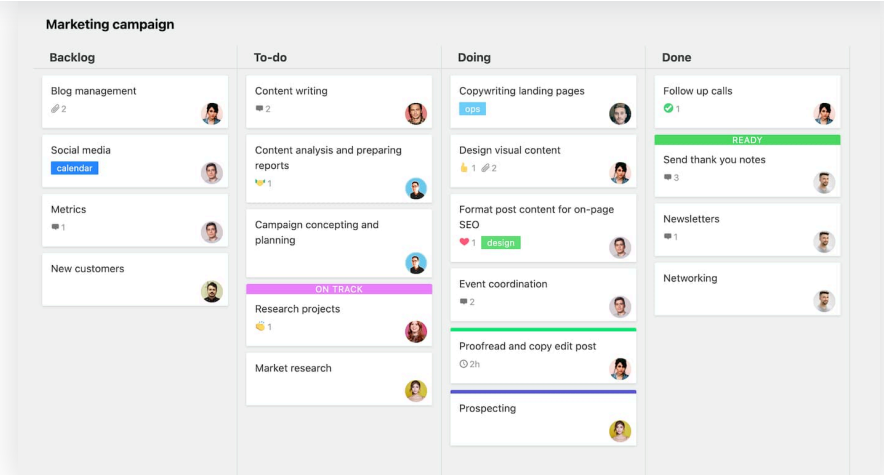 Marketing campaign
Backlog
Blog management
2
Social media
calendar
Metrics
1
New customers
To-do
Content writing
2
Content analysis and preparing
reports
1
Campaign concepting and
planning
ON TRACK
Research projects
1
Market research
Doing
Copywriting landing pages
ops
Design visual content
1 2
Format post content for on-page
SEO
1 design
Event coordination
2
Proofread and copy edit post
2h
Prospecting
Done
Follow up calls
1
READY
Send thank you notes
3
Newsletters
1
Networking